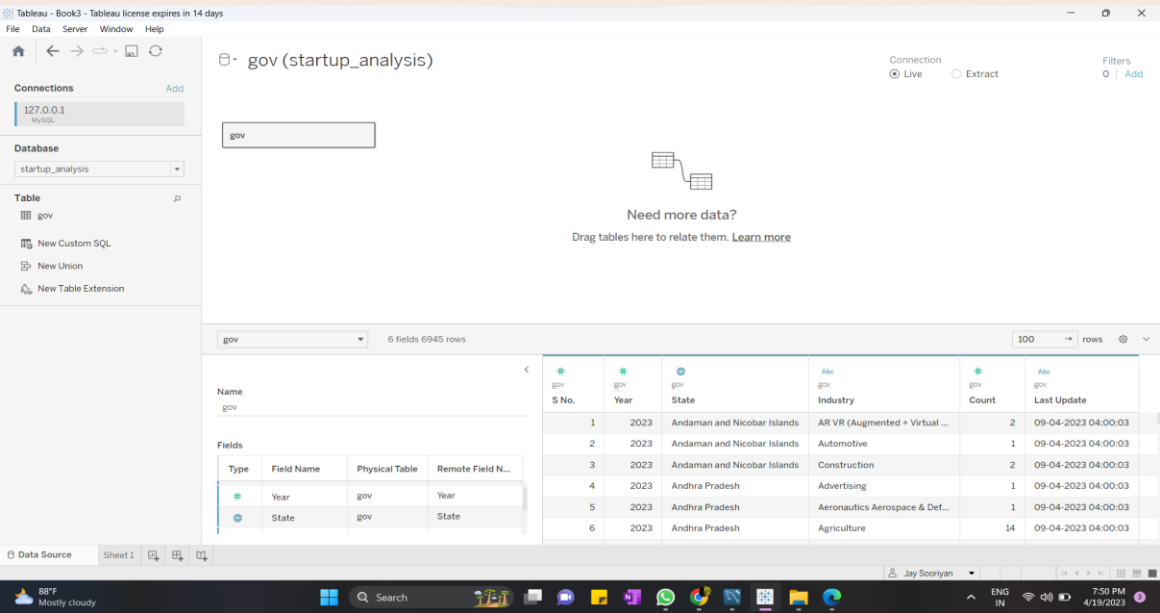 Tableau - Book3 - Tableau license expires in 14 days
File Data Server Window Help
Connections Add
127.0.0.1
MySQL
Database
startup_analysis
Table
gov
New Custom SQL
New Union
New Table Extension
gov (startup_analysis)
Connection
Live Extract
Filters
0 Add
gov
Need more data?
Drag tables here to relate them. Learn more
gov 6 fields 6945 rows 100 rows
Name
gov
Fields
Type Field Name Physical Table Remote Field N...
# Year gov Year
State gov State
# # Abc # Abc
gov gov gov gov gov gov
S No. Year State Industry Count Last Update
1 2023 Andaman and Nicobar Islands AR VR (Augmented + Virtual ... 2 09-04-2023 04:00:03
2 2023 Andaman and Nicobar Islands Automotive 1 09-04-2023 04:00:03
3 2023 Andaman and Nicobar Islands Construction 2 09-04-2023 04:00:03
4 2023 Andhra Pradesh Advertising 1 09-04-2023 04:00:03
5 2023 Andhra Pradesh Aeronautics Aerospace & Def... 1 09-04-2023 04:00:03
6 2023 Andhra Pradesh Agriculture 14 09-04-2023 04:00:03
Data Source Sheet 1
Jay Sooriyan
88°F
Mostly cloudy
Search
ENG
IN
7:50 PM
4/19/2023
3